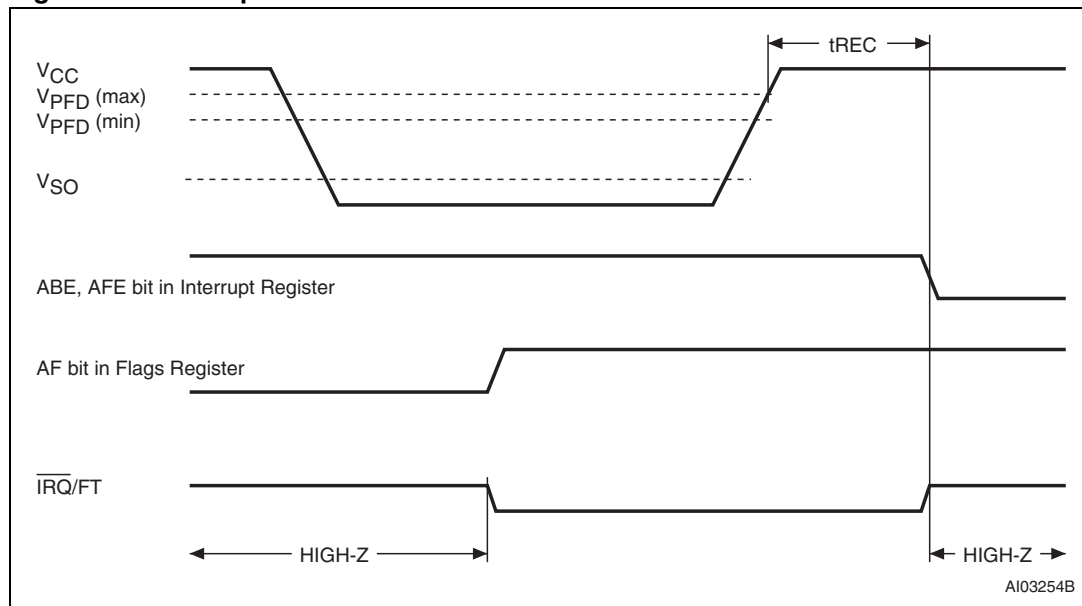 tREC
VCC
VPFD (max)
VPFD (min)
VSO
ABE, AFE bit in Interrupt Register
AF bit in Flags Register
IRQ/FT
HIGH-Z
HIGH-Z
AI03254B